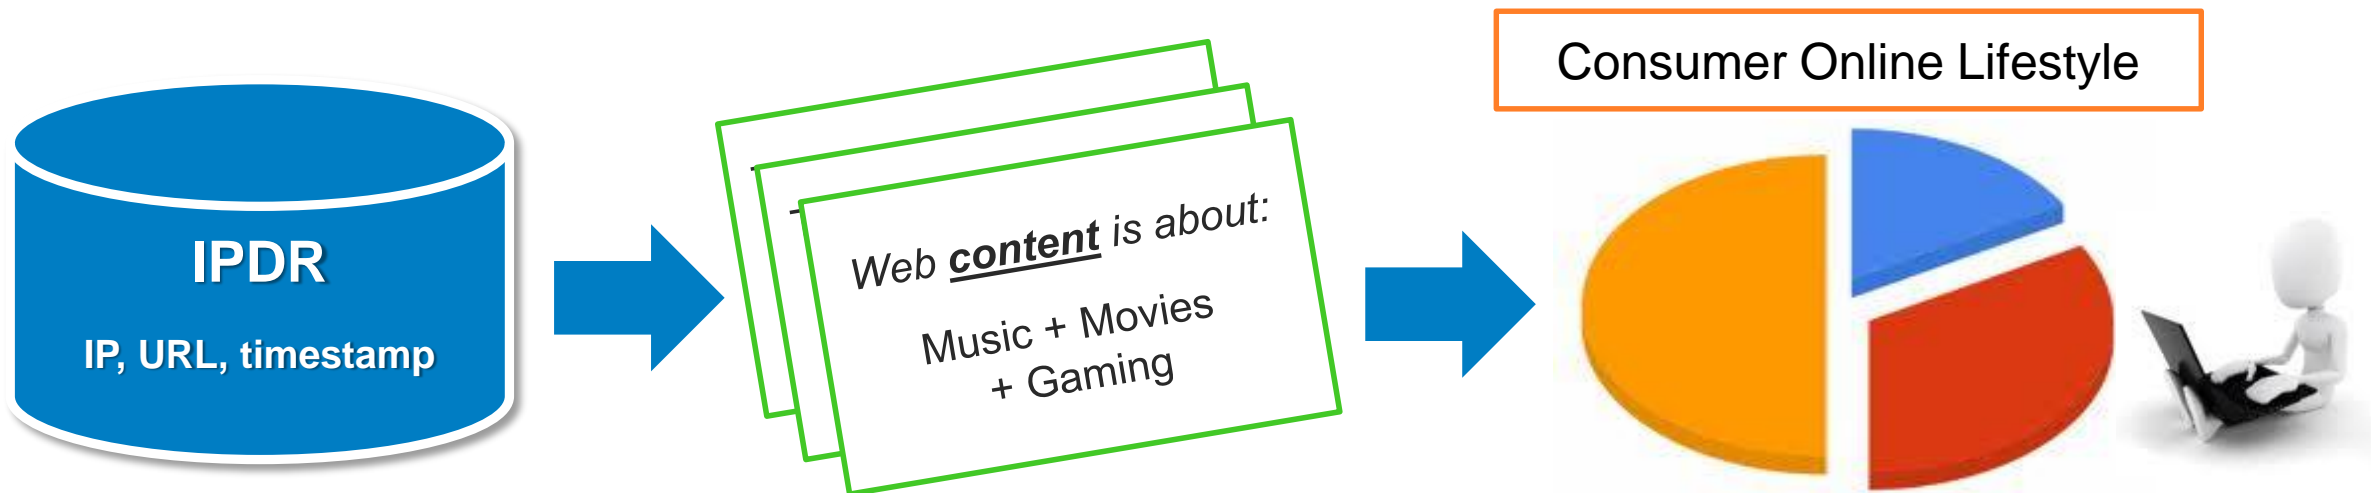 IPDR
IP, URL, timestamp
Web content is about:
Music + Movies
+ Gaming
Consumer Online Lifestyle